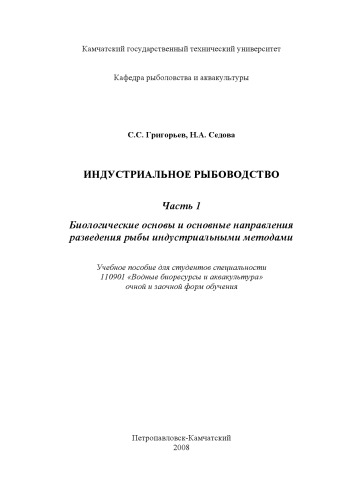 Камчатский государственный технический университет
Кафедра рыболовства и аквакультуры
С.С. Григорьев, Н.А. Седова
ИНДУСТРИАЛЬНОЕ РЫБОВОДСТВО
Часть 1
Биологические основы и основные направления
разведения рыбы индустриальными методами
Учебное пособие для студентов специальности
110901 «Водные биоресурсы и аквакультура»
очной и заочной форм обучения
Петропавловск-Камчатский
2008